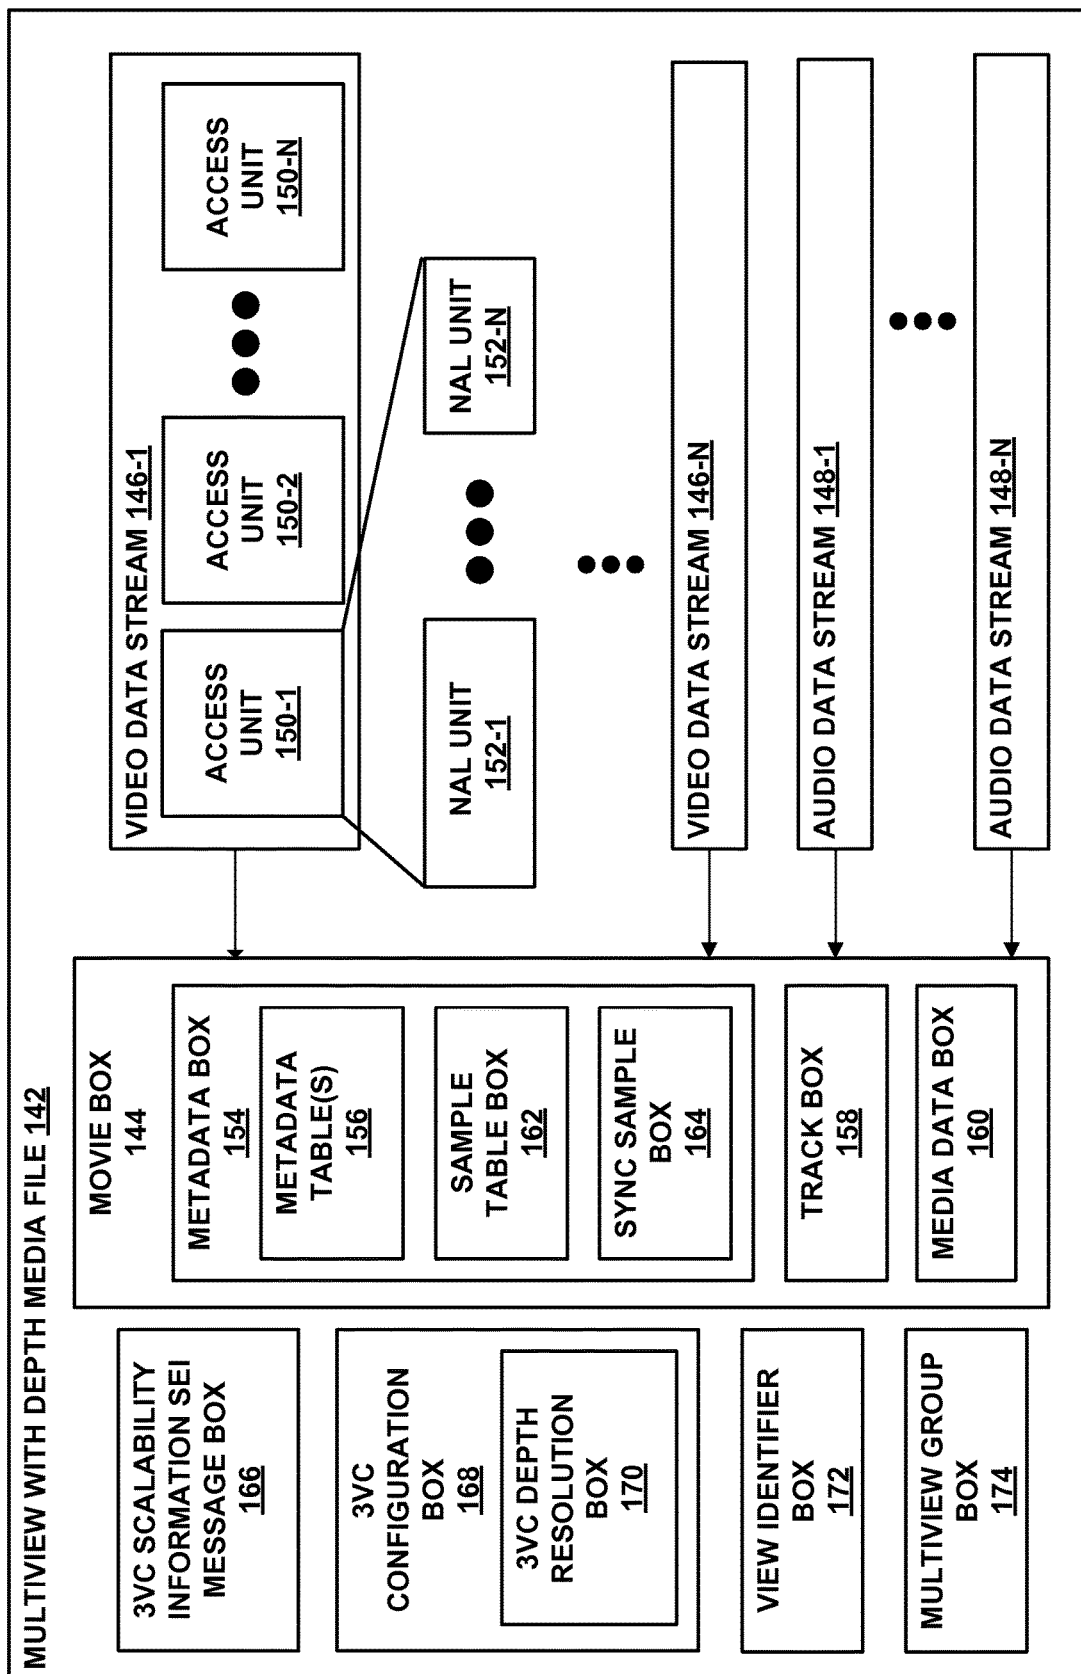 MULTIVIEW WITH DEPTH MEDIA FILE 142
3VC SCALABILITY
INFORMATION SEI
MESSAGE BOX
166
3VC
CONFIGURATION
BOX
168
3VC DEPTH
RESOLUTION
BOX
170
VIEW IDENTIFIER
BOX
172
MULTIVIEW GROUP
BOX
174
MOVIE BOX
144
METADATA BOX
154
METADATA
TABLE(S)
156
SAMPLE
TABLE BOX
162
SYNC SAMPLE
BOX
164
TRACK BOX
158
MEDIA DATA BOX
160
VIDEO DATA STREAM 146-1
ACCESS
UNIT
150-1
ACCESS
UNIT
150-2
ACCESS
UNIT
150-N
NAL UNIT
152-1
NAL UNIT
152-N
VIDEO DATA STREAM 146-N
AUDIO DATA STREAM 148-1
AUDIO DATA STREAM 148-N